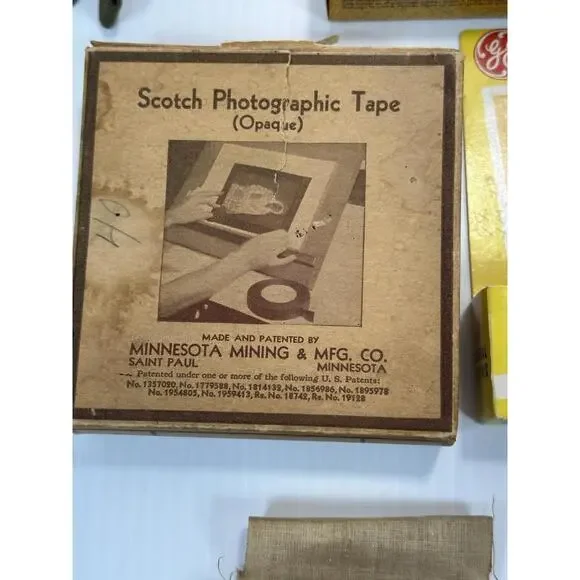 Scotch Photographic Tape
(Opaque)
MADE AND PATENTED BY
MINNESOTA MINING & MFG. CO.
SAINT PAUL MINNESOTA
Patented under one or more of the following U. S. Patents:
No. 1357020, No. 1779588, No. 1814132, No. 1856986, No. 1895978
No. 1954805, No. 1959413, Re. No. 18742, Re. No. 19128